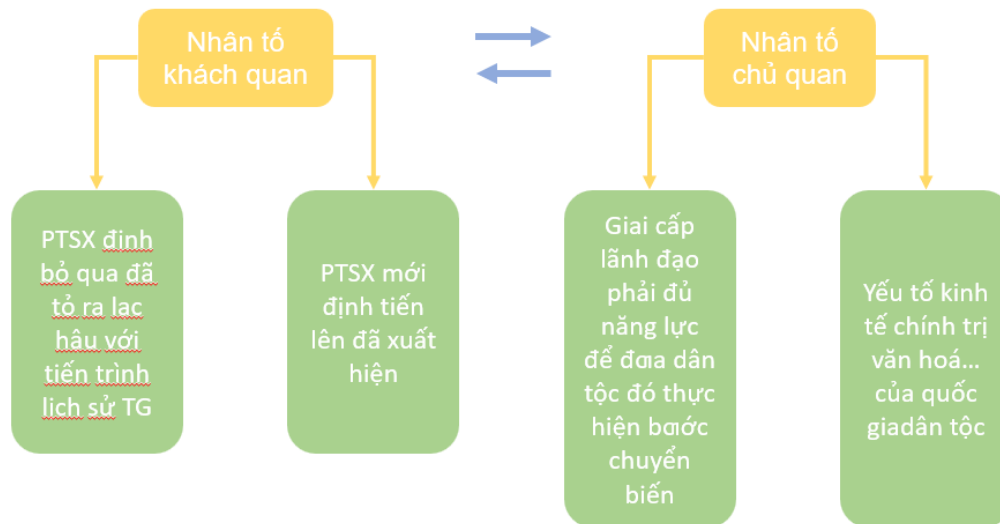 Nhân tố
khách quan
Nhân tố
chủ quan
PTSX định
bỏ qua đã
tỏ ra lạc
hậu với
tiến trình
lịch sử TG
PTSX mới
định tiến
lên đã xuất
hiện
Giai cấp
lãnh đạo
phải đủ
năng lực
để đơa dân
tộc đó thực
hiện bơớc
chuyển
biến
Yếu tố kinh
tế chính trị
văn hoá...
của quốc
giadân tộc